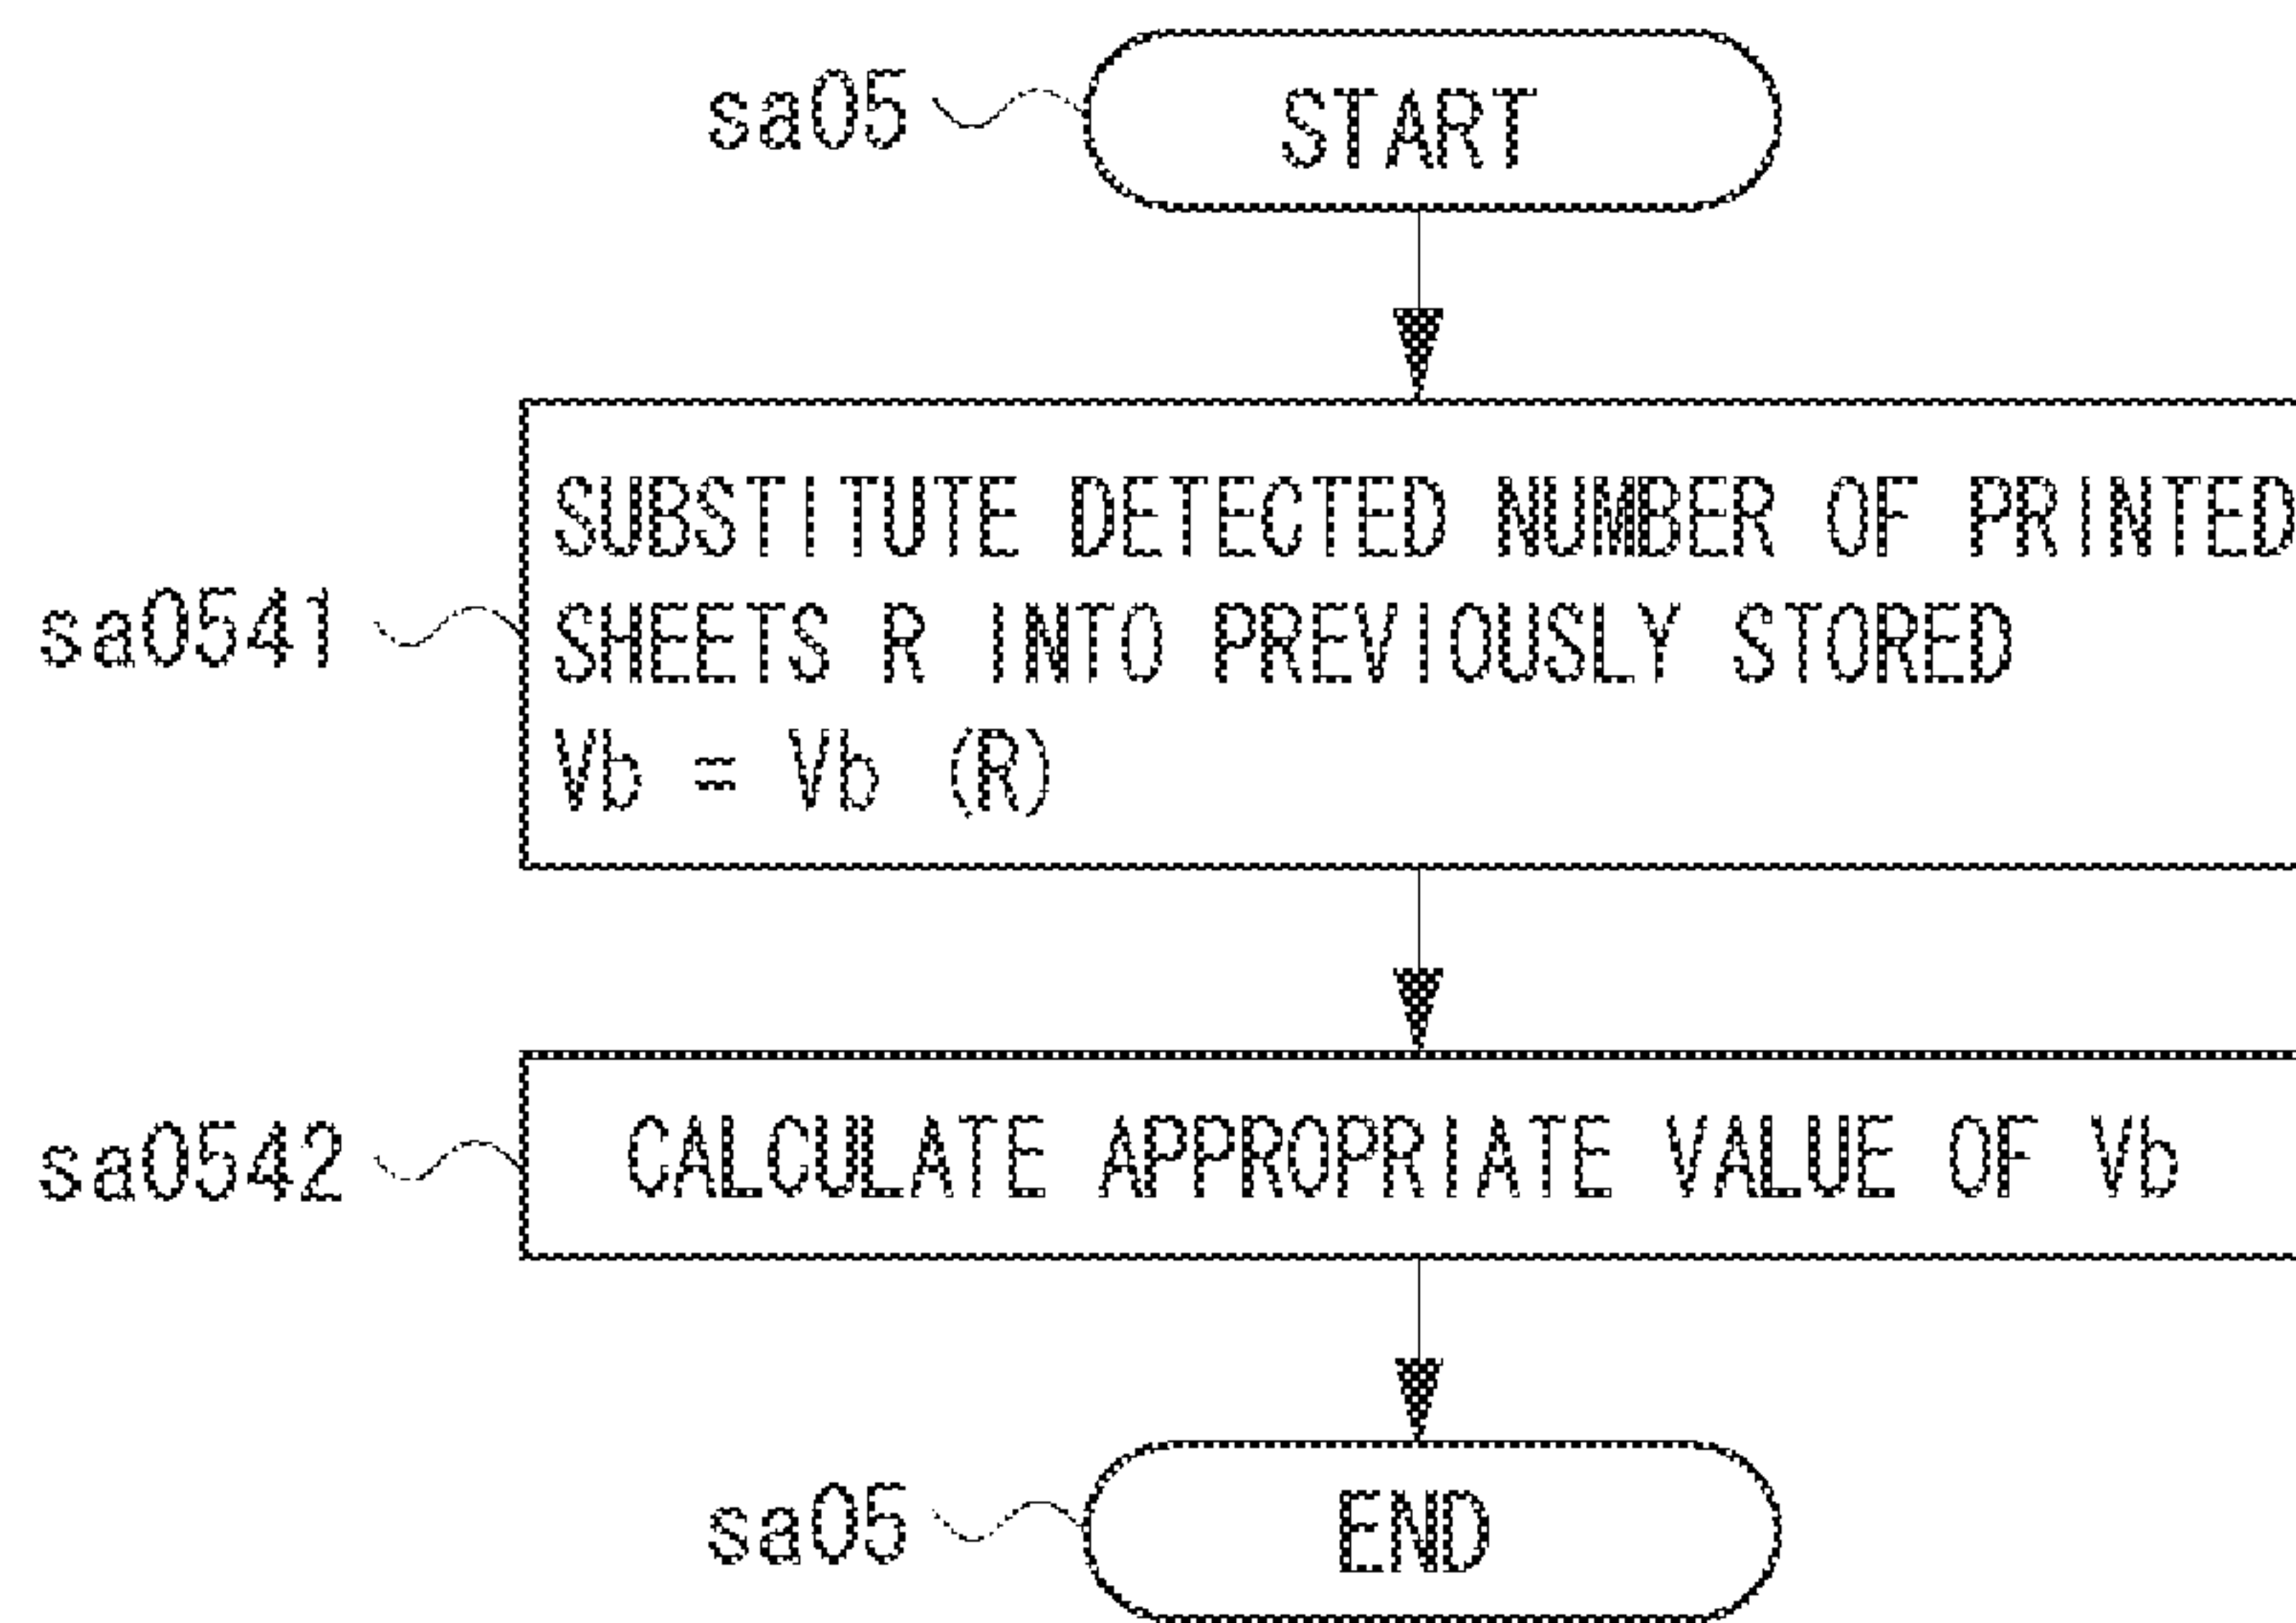 sa05 START
SUBSTITUTE DETECTED NUMBER OF PRINTED
sa0541 SHEETS R INTO PREVIOUSLY STORED
Vb = Vb (R)
sa0542 CALCULATE APPROPRIATE VALUE OF Vb
sa05 END